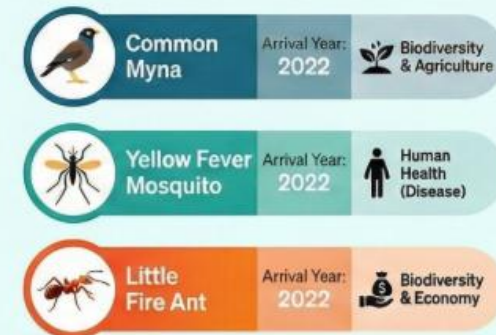 Common
Myna
Arrival Year:
2022
Biodiversity
& Agriculture
Yellow Fever
Mosquito
Arrival Year:
2022
Human
Health
(Disease)
Little
Fire Ant
Arrival Year:
2022
Biodiversity
& Economy
$